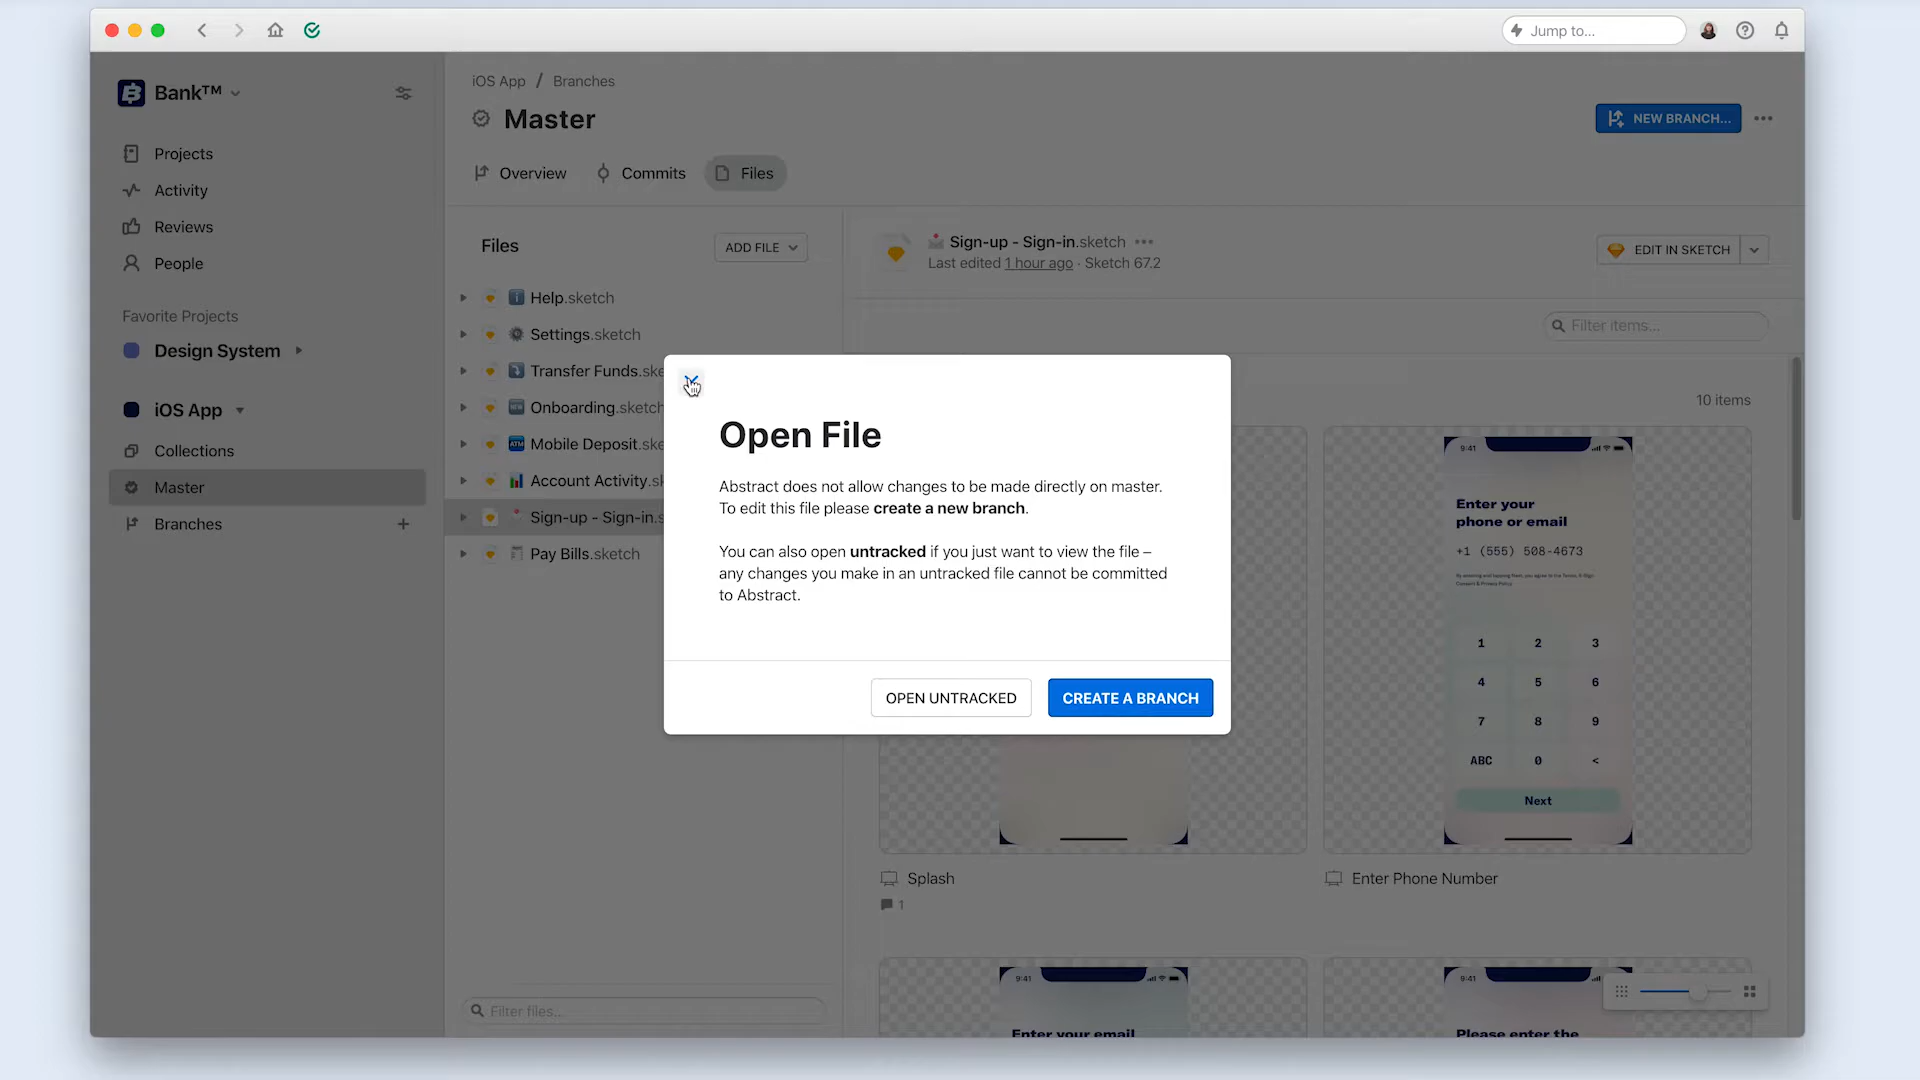 Jump to...
Bank™
Projects
Activity
Reviews
People
Favorite Projects
Design System
iOS App
Collections
Master
Branches
iOS App / Branches
Master
NEW BRANCH...
Overview
Commits
Files
Files
ADD FILE
Help.sketch
Settings.sketch
Transfer Funds.ske
Onboarding.sketch
ATM Mobile Deposit.ske
Account Activity.sk
Sign-up - Sign-in.s
Pay Bills.sketch
Filter files...
Sign-up - Sign-in.sketch
Last edited 1 hour ago · Sketch 67.2
EDIT IN SKETCH
Filter items...
10 items
Open File
Abstract does not allow changes to be made directly on master.
To edit this file please create a new branch.
You can also open untracked if you just want to view the file –
any changes you make in an untracked file cannot be committed
to Abstract.
OPEN UNTRACKED
CREATE A BRANCH
9:41
Enter your
phone or email
+1 (555) 508-4673
1 2 3
4 5 6
7 8 9
ABC 0 <
Next
Splash
1
Enter Phone Number
9:41
Enter your email
9:41
Please enter the